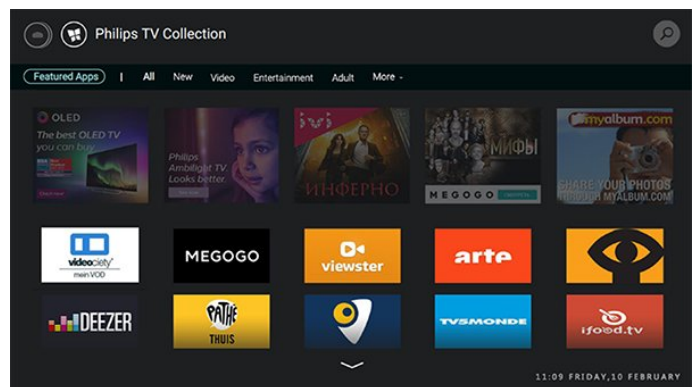 Philips TV Collection
Featured Apps | All New Video Entertainment Adult More
OLED
The best OLED TV
you can buy
Philips
Ambilight TV.
Looks better.
ivi
ИНФЕРНО
МИФЫ
MEGOGO
myalbum.com
SHARE YOUR PHOTOS
THROUGH MYALBUM.COM
videociety
mein VOD
MEGOGO
viewster
arte
DEEZER
PATHÉ
THUIS
TV5MONDE
ifood.tv
11:09 FRIDAY,10 FEBRUARY